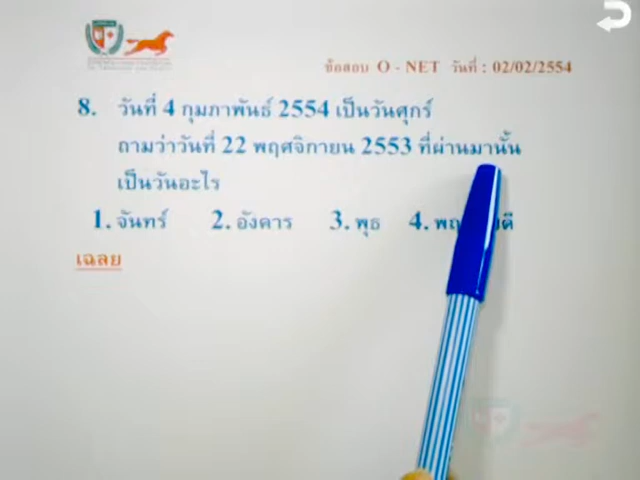 ข้อสอบ O - NET วันที่ : 02/02/2554
8. วันที่ 4 กุมภาพันธ์ 2554 เป็นวันศุกร์
ถามว่าวันที่ 22 พฤศจิกายน 2553 ที่ผ่านมานั้น
เป็นวันอะไร
1. จันทร์ 2. อังคาร 3. พุธ 4.
เฉลย